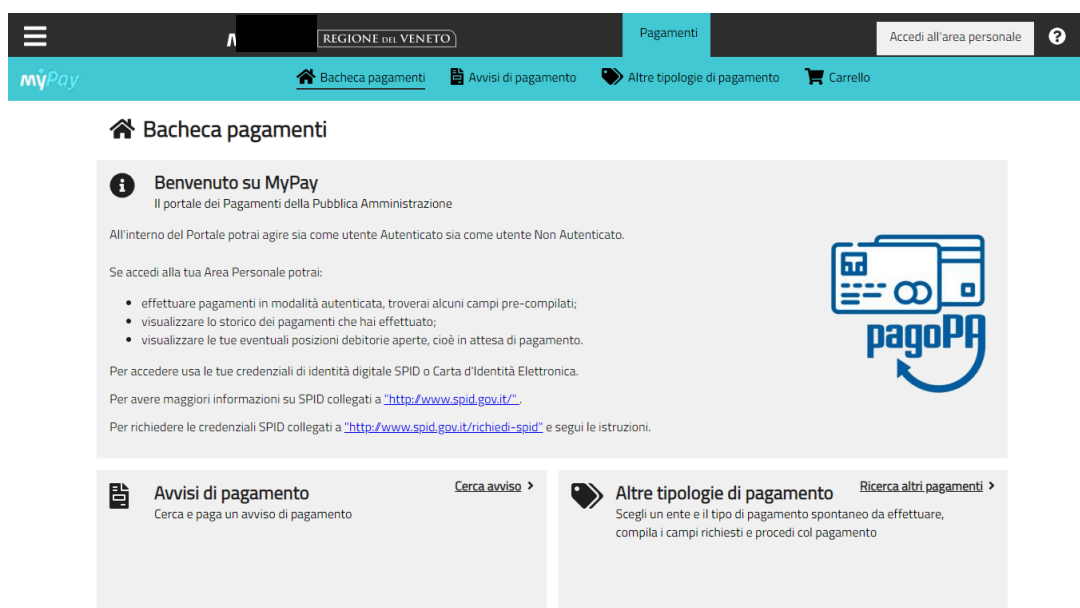 REGIONE DEL VENETO
Pagamenti
Accedi all'area personale
myPay
Bacheca pagamenti
Avvisi di pagamento
Altre tipologie di pagamento
Carrello
Bacheca pagamenti
Benvenuto su MyPay
Il portale dei Pagamenti della Pubblica Amministrazione
All'interno del Portale potrai agire sia come utente Autenticato sia come utente Non Autenticato.
Se accedi alla tua Area Personale potrai:
effettuare pagamenti in modalità autenticata, troverai alcuni campi pre-compilati;
visualizzare lo storico dei pagamenti che hai effettuato;
visualizzare le tue eventuali posizioni debitorie aperte, cioè in attesa di pagamento.
Per accedere usa le tue credenziali di identità digitale SPID o Carta d'Identità Elettronica.
Per avere maggiori informazioni su SPID collegati a "http://www.spid.gov.it/" .
Per richiedere le credenziali SPID collegati a "http://www.spid.gov.it/richiedi-spid" e segui le istruzioni.
pagoPA
Avvisi di pagamento
Cerca avviso
Cerca e paga un avviso di pagamento
Altre tipologie di pagamento
Ricerca altri pagamenti
Scegli un ente e il tipo di pagamento spontaneo da effettuare,
compila i campi richiesti e procedi col pagamento